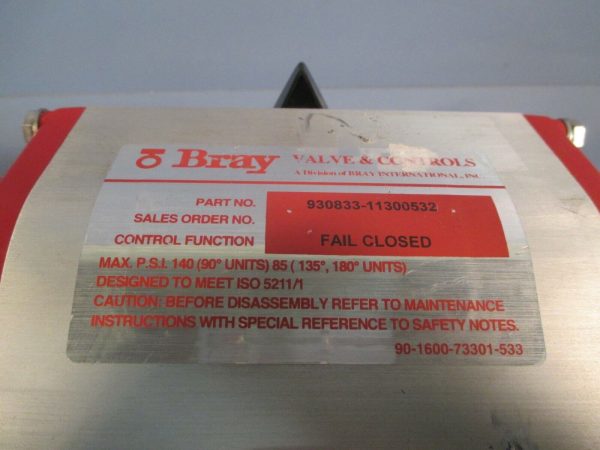 Bray VALVE & CONTROLS
A Division of BRAY INTERNATIONAL, INC
PART NO. 930833-11300532
SALES ORDER NO.
CONTROL FUNCTION FAIL CLOSED
MAX. P.S.I. 140 (90° UNITS) 85 ( 135°, 180° UNITS)
DESIGNED TO MEET ISO 5211/1
CAUTION: BEFORE DISASSEMBLY REFER TO MAINTENANCE
INSTRUCTIONS WITH SPECIAL REFERENCE TO SAFETY NOTES.
90-1600-73301-533